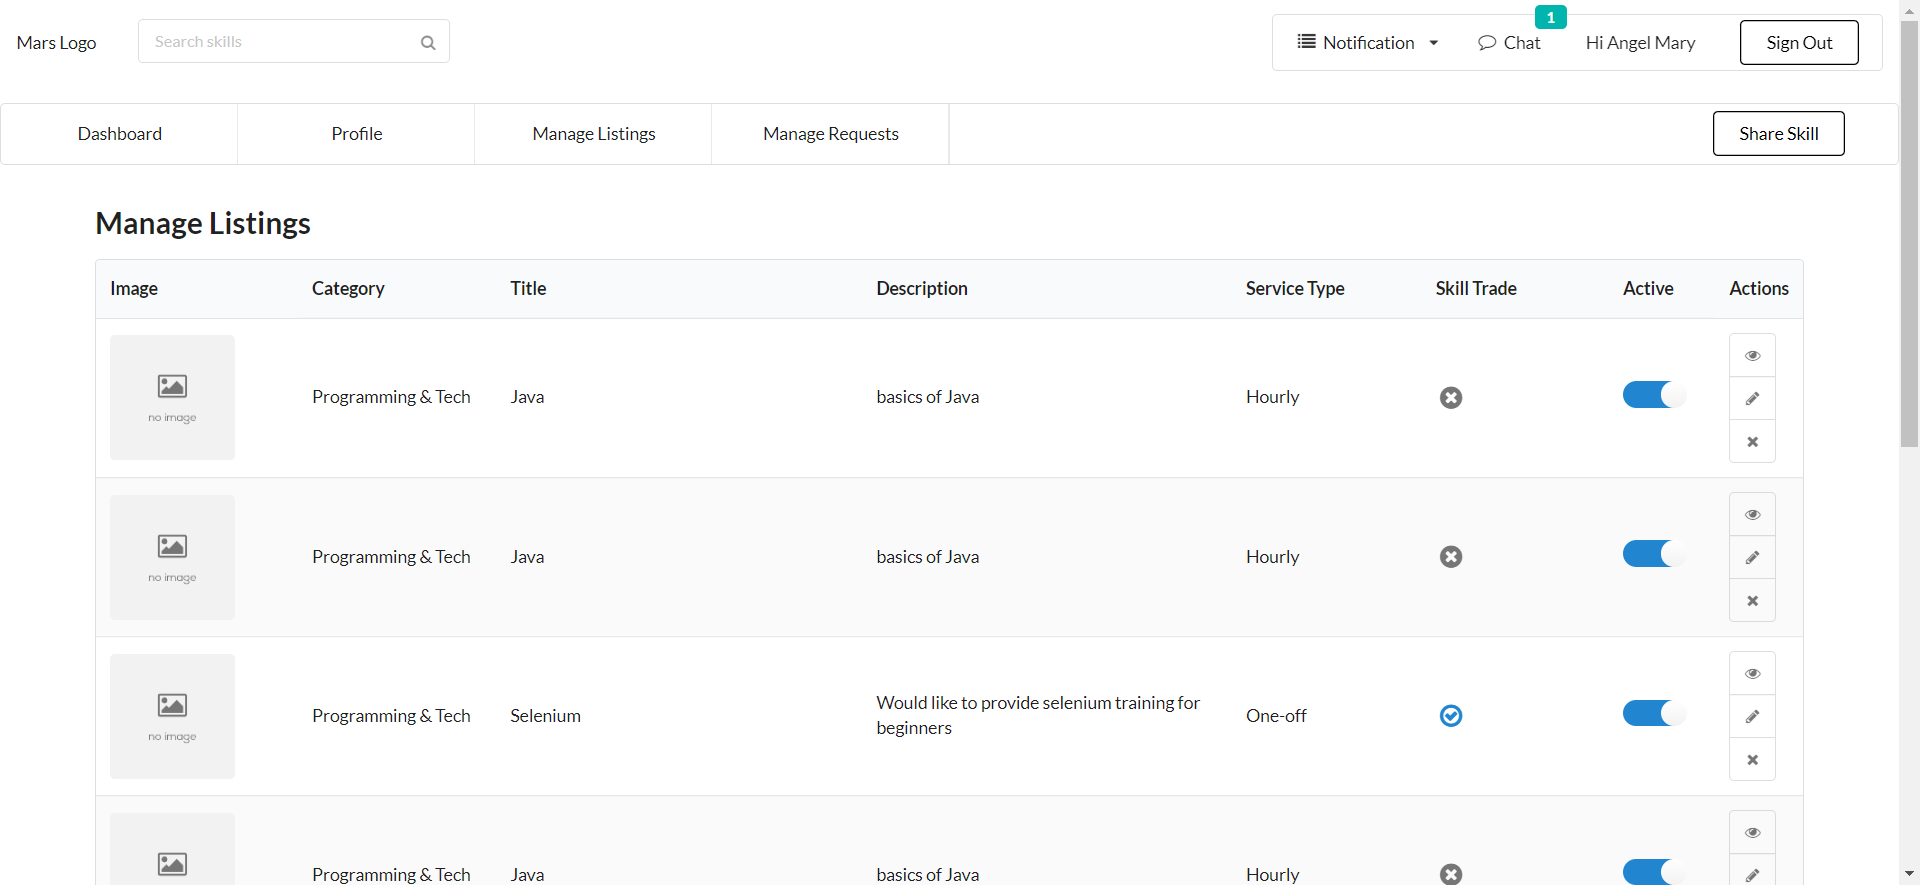 1
Mars Logo
Search skills
Notification
Chat
Hi Angel Mary
Sign Out
Dashboard
Profile
Manage Listings
Manage Requests
Share Skill
Manage Listings
Image
Category
Title
Description
Service Type
Skill Trade
Active
Actions
no image
Programming & Tech
Java
basics of Java
Hourly
no image
Programming & Tech
Java
basics of Java
Hourly
no image
Programming & Tech
Selenium
Would like to provide selenium training for
beginners
One-off
Programming & Tech
Java
basics of Java
Hourly